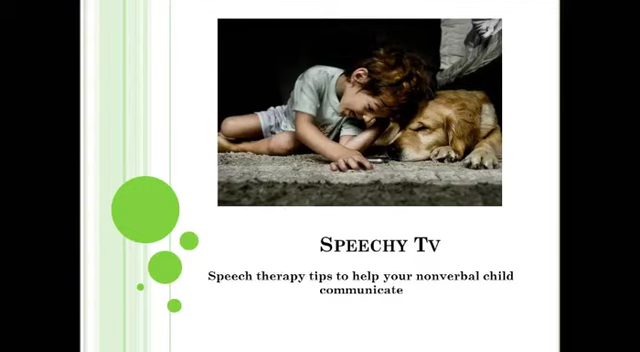 Speechy Tv
Speech therapy tips to help your nonverbal child
communicate